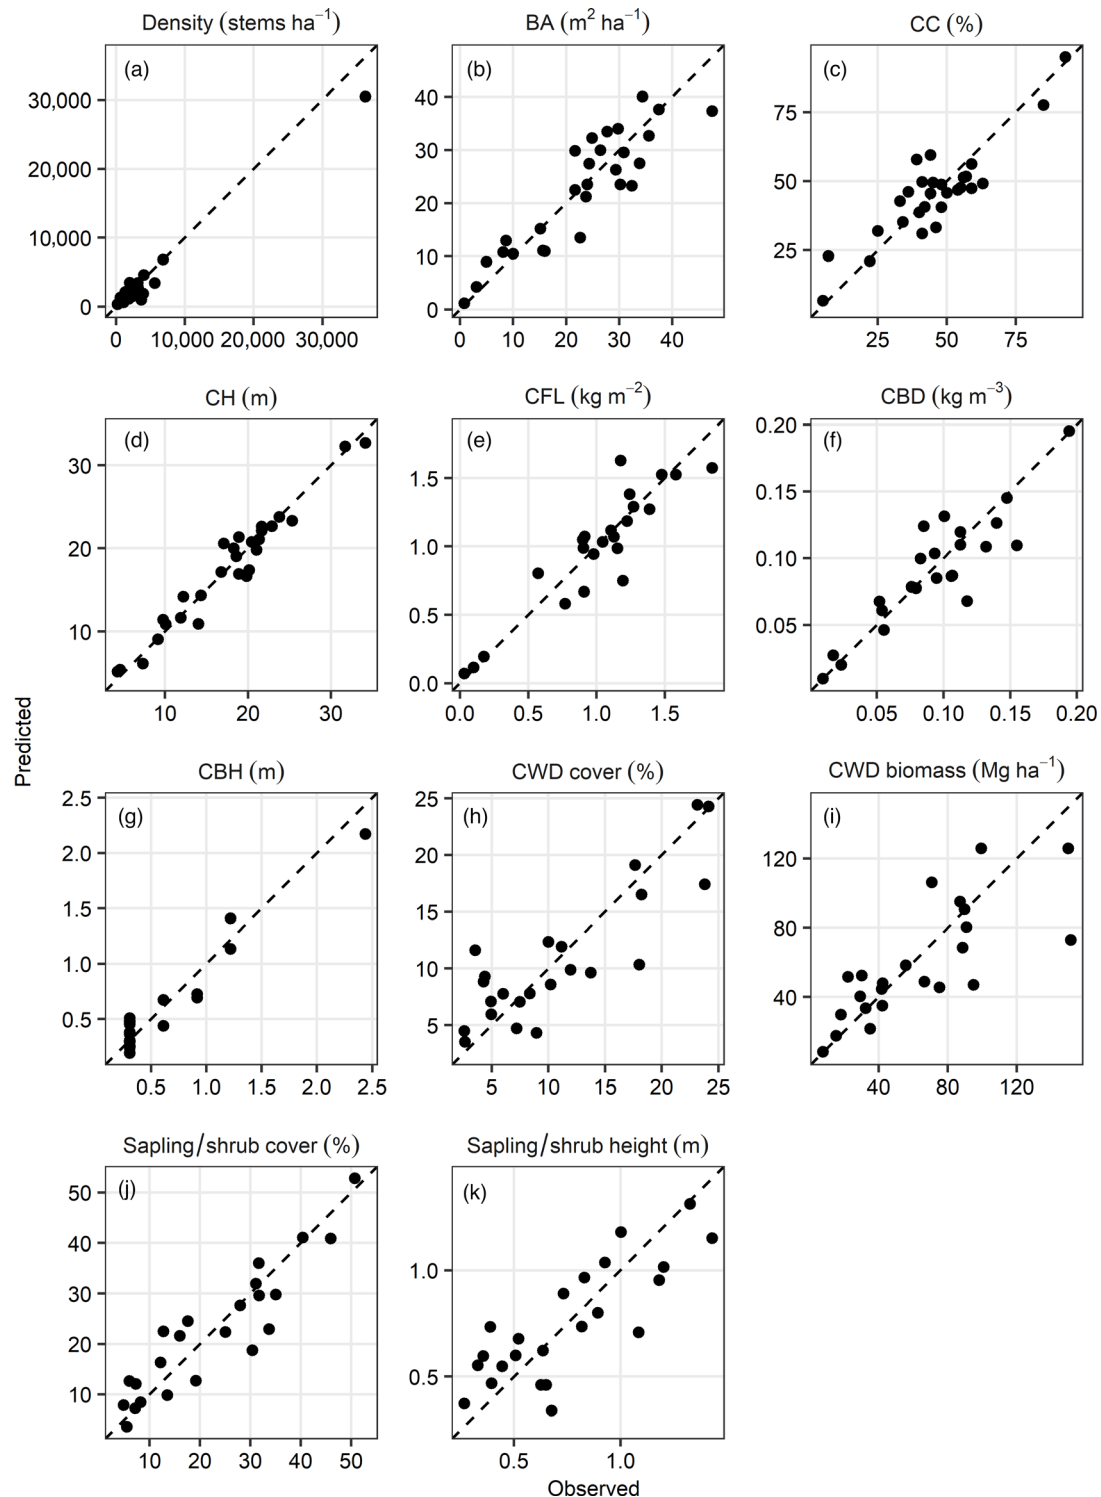 Density (stems ha⁻¹)
BA (m² ha⁻¹)
CC (%)
(a)
(b)
(c)
30,000
20,000
10,000
0
0 10,000 20,000 30,000
40
30
20
10
0
0 10 20 30 40
75
50
25
25 50 75
CH (m)
CFL (kg m⁻²)
CBD (kg m⁻³)
(d)
(e)
(f)
30
20
10
10 20 30
1.5
1.0
0.5
0.0
0.0 0.5 1.0 1.5
0.20
0.15
0.10
0.05
0.05 0.10 0.15 0.20
Predicted
CBH (m)
CWD cover (%)
CWD biomass (Mg ha⁻¹)
(g)
(h)
(i)
2.5
2.0
1.5
1.0
0.5
0.5 1.0 1.5 2.0 2.5
25
20
15
10
5
5 10 15 20 25
120
80
40
40 80 120
Sapling/shrub cover (%)
Sapling/shrub height (m)
(j)
(k)
50
40
30
20
10
10 20 30 40 50
1.0
0.5
0.5 1.0
Observed